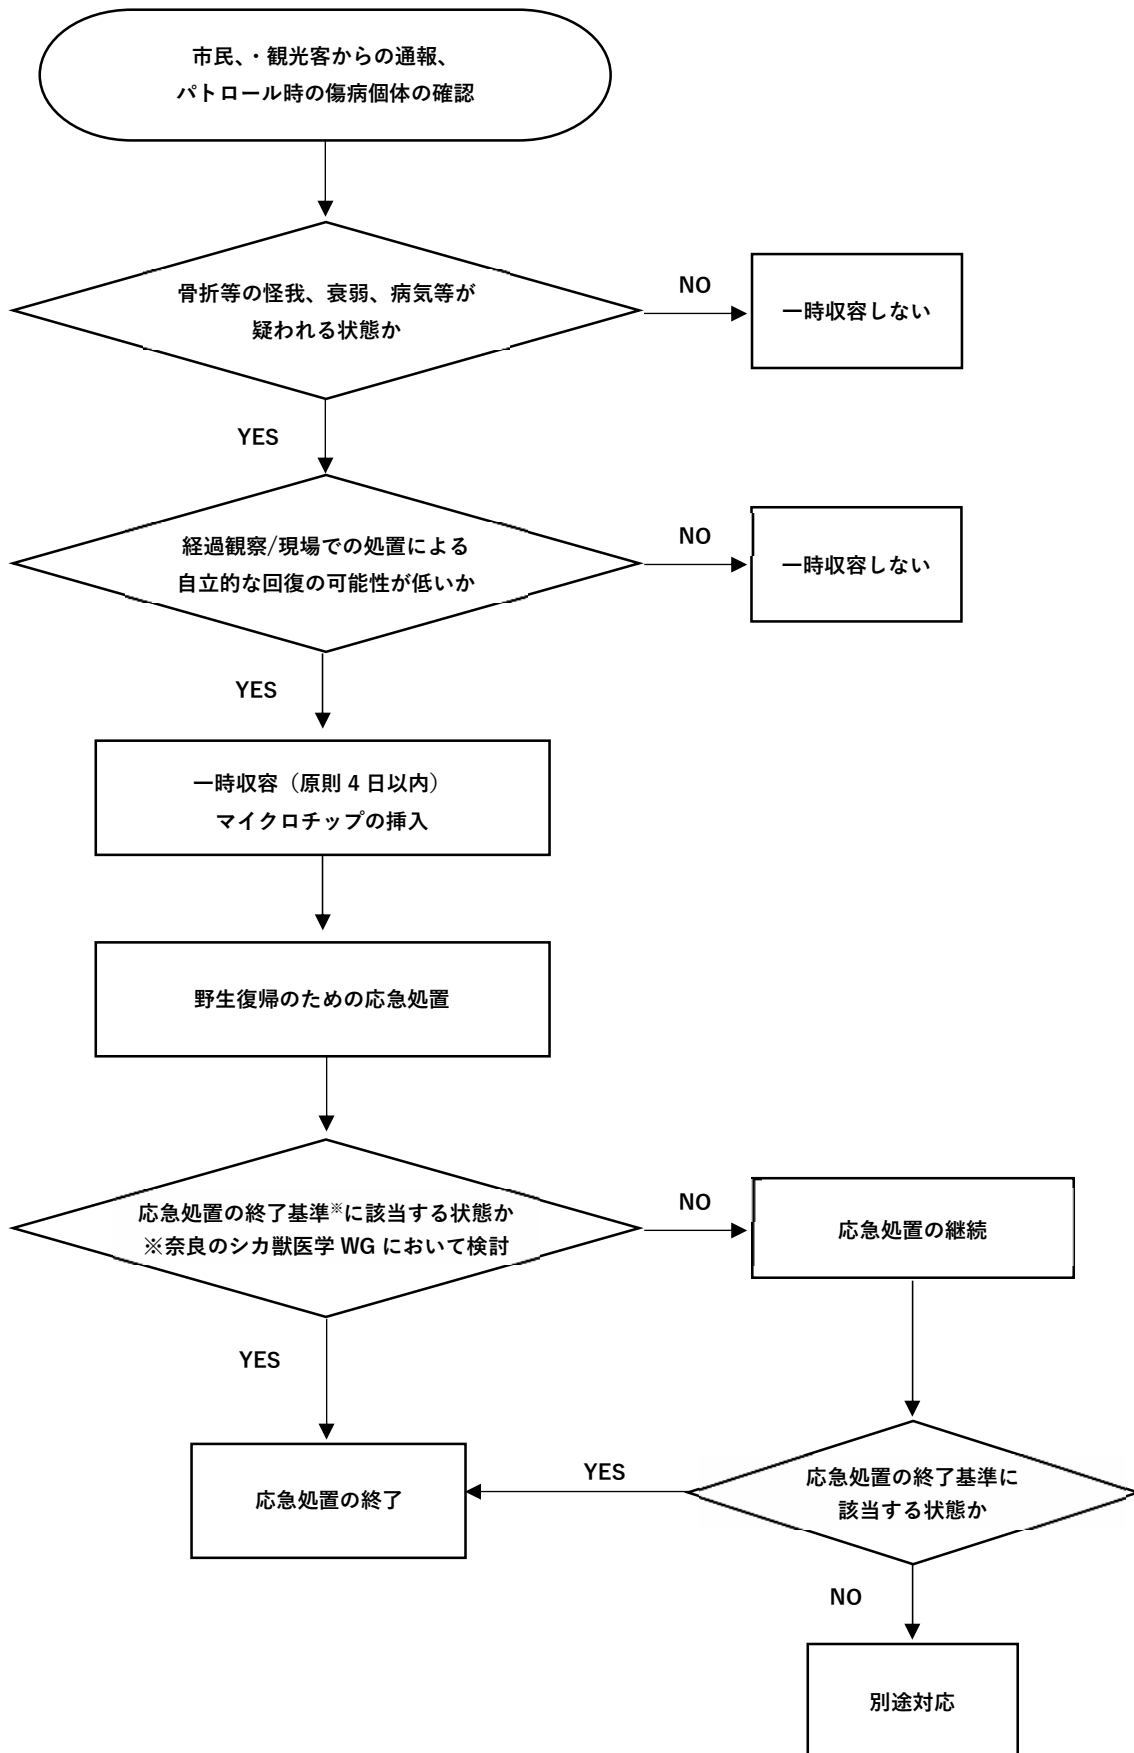 市民、・観光客からの通報、
パトロール時の傷病個体の確認
骨折等の怪我、衰弱、病気等が
疑われる状態か
NO
一時収容しない
YES
経過観察/現場での処置による
自立的な回復の可能性が低いか
NO
一時収容しない
YES
一時収容（原則 4 日以内）
マイクロチップの挿入
野生復帰のための応急処置
応急処置の終了基準※に該当する状態か
※奈良のシカ獣医学 WG において検討
NO
応急処置の継続
YES
応急処置の終了
YES
応急処置の終了基準に
該当する状態か
NO
別途対応